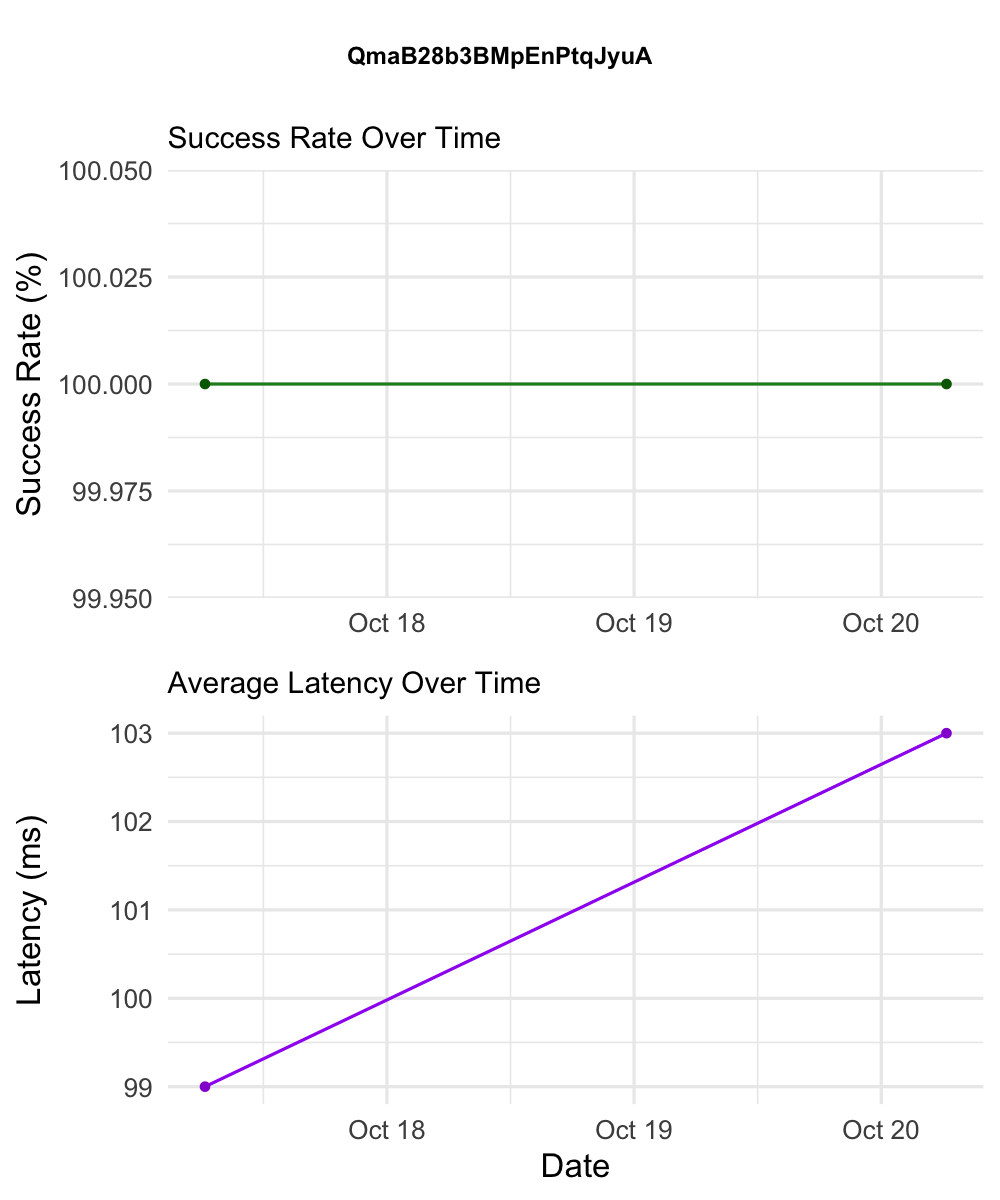 QmaB28b3BMpEnPtqJyuA
Success Rate Over Time
100.050
100.025
100.000
99.975
99.950
Success Rate (%)
Oct 18 Oct 19 Oct 20
Average Latency Over Time
103
102
101
100
99
Latency (ms)
Oct 18 Oct 19 Oct 20
Date